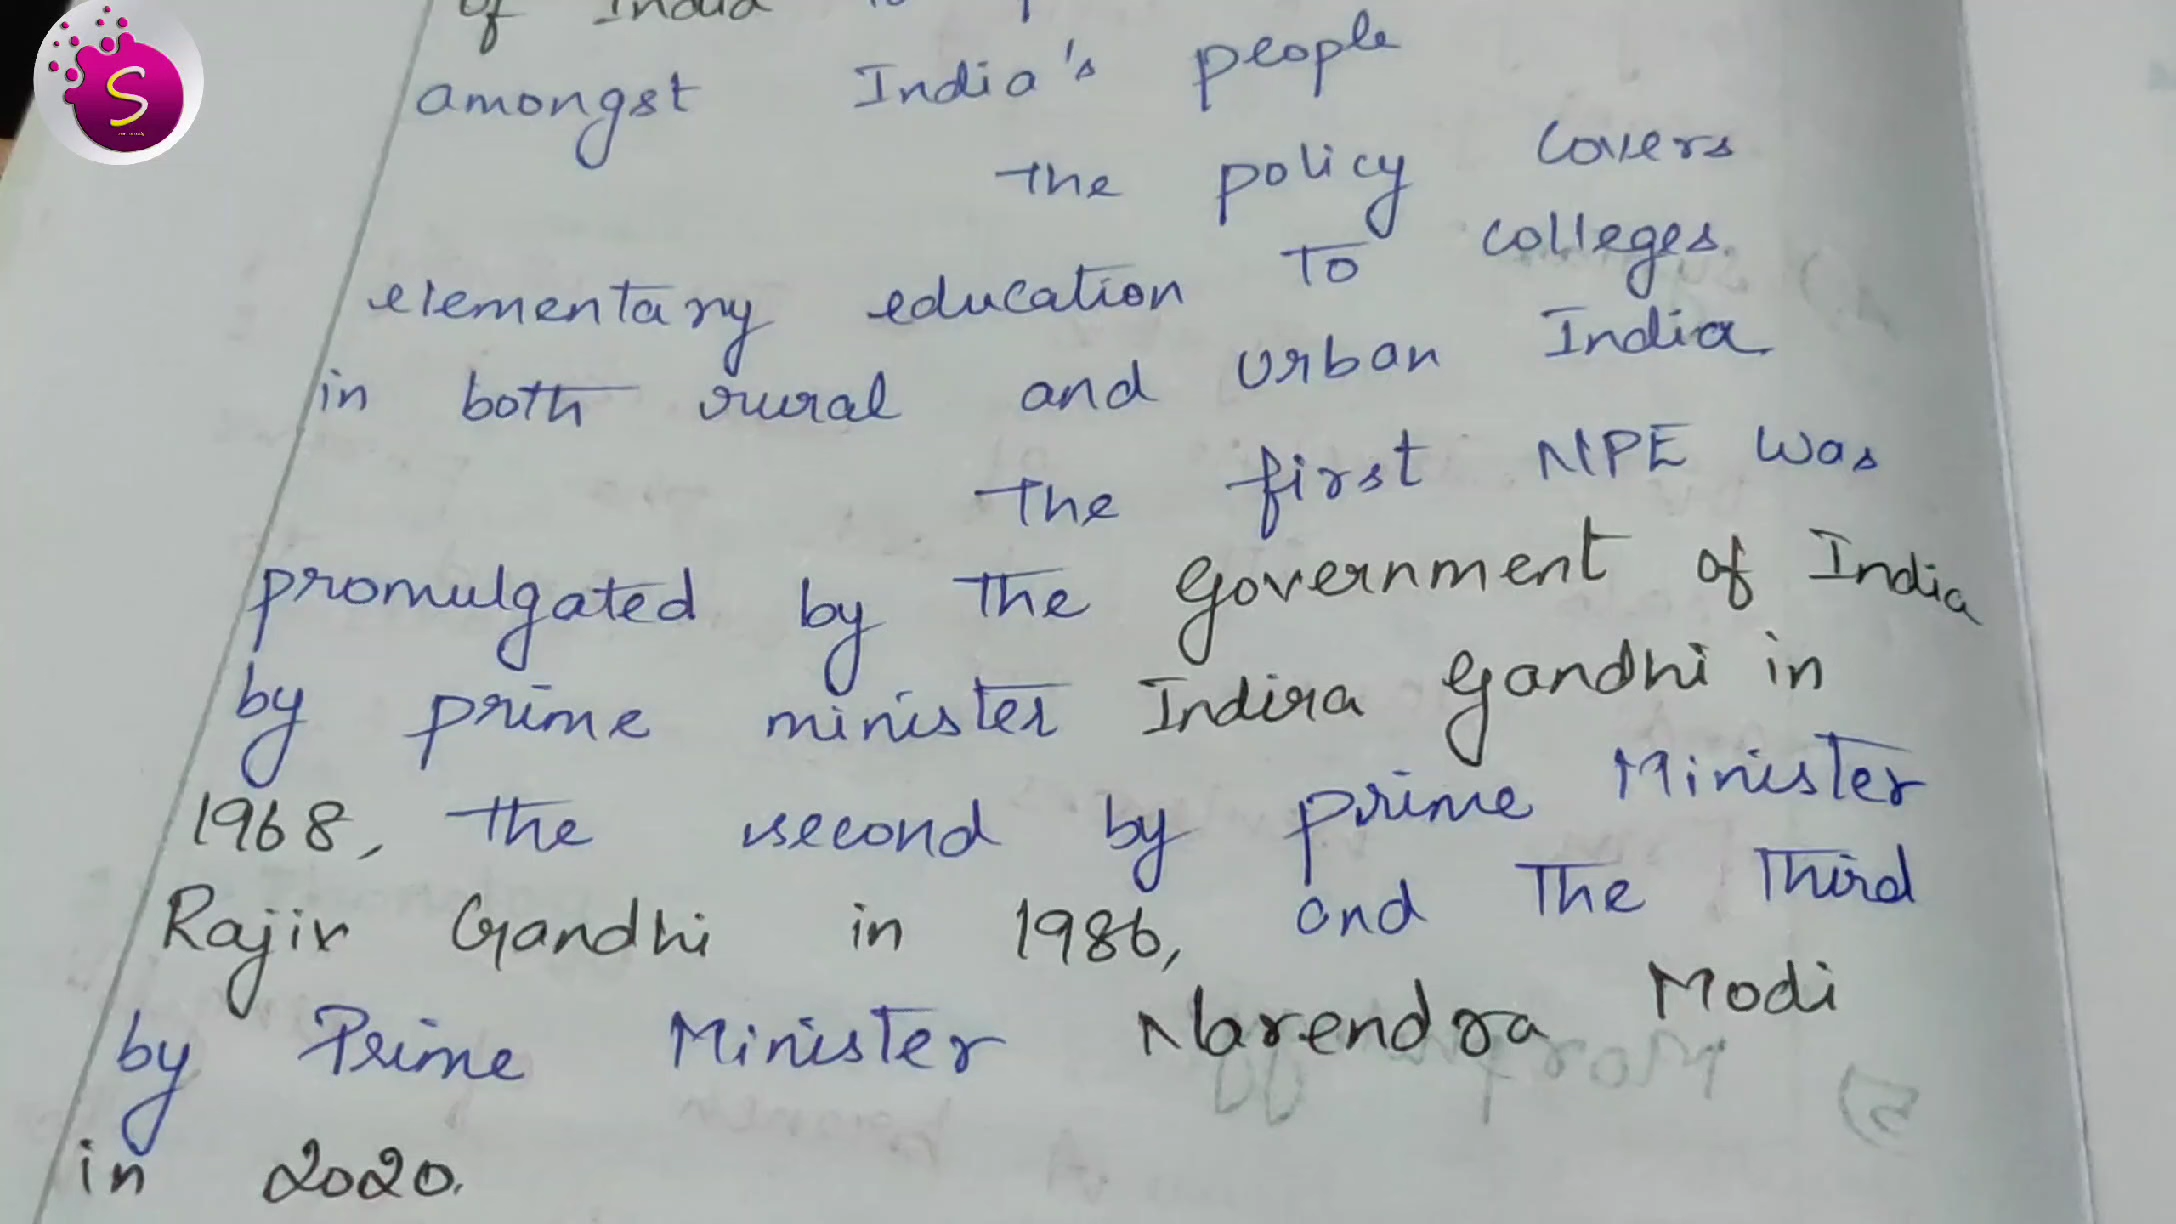 S
of India
amongst India's people
the policy covers
elementary education to colleges.
in both rural and urban India
the first NPE was
promulgated by the Government of India
by prime minister Indira Gandhi in
1968, the second by prime Minister
Rajiv Gandhi in 1986, and the third
by Prime Minister Narendra Modi
in 2020.